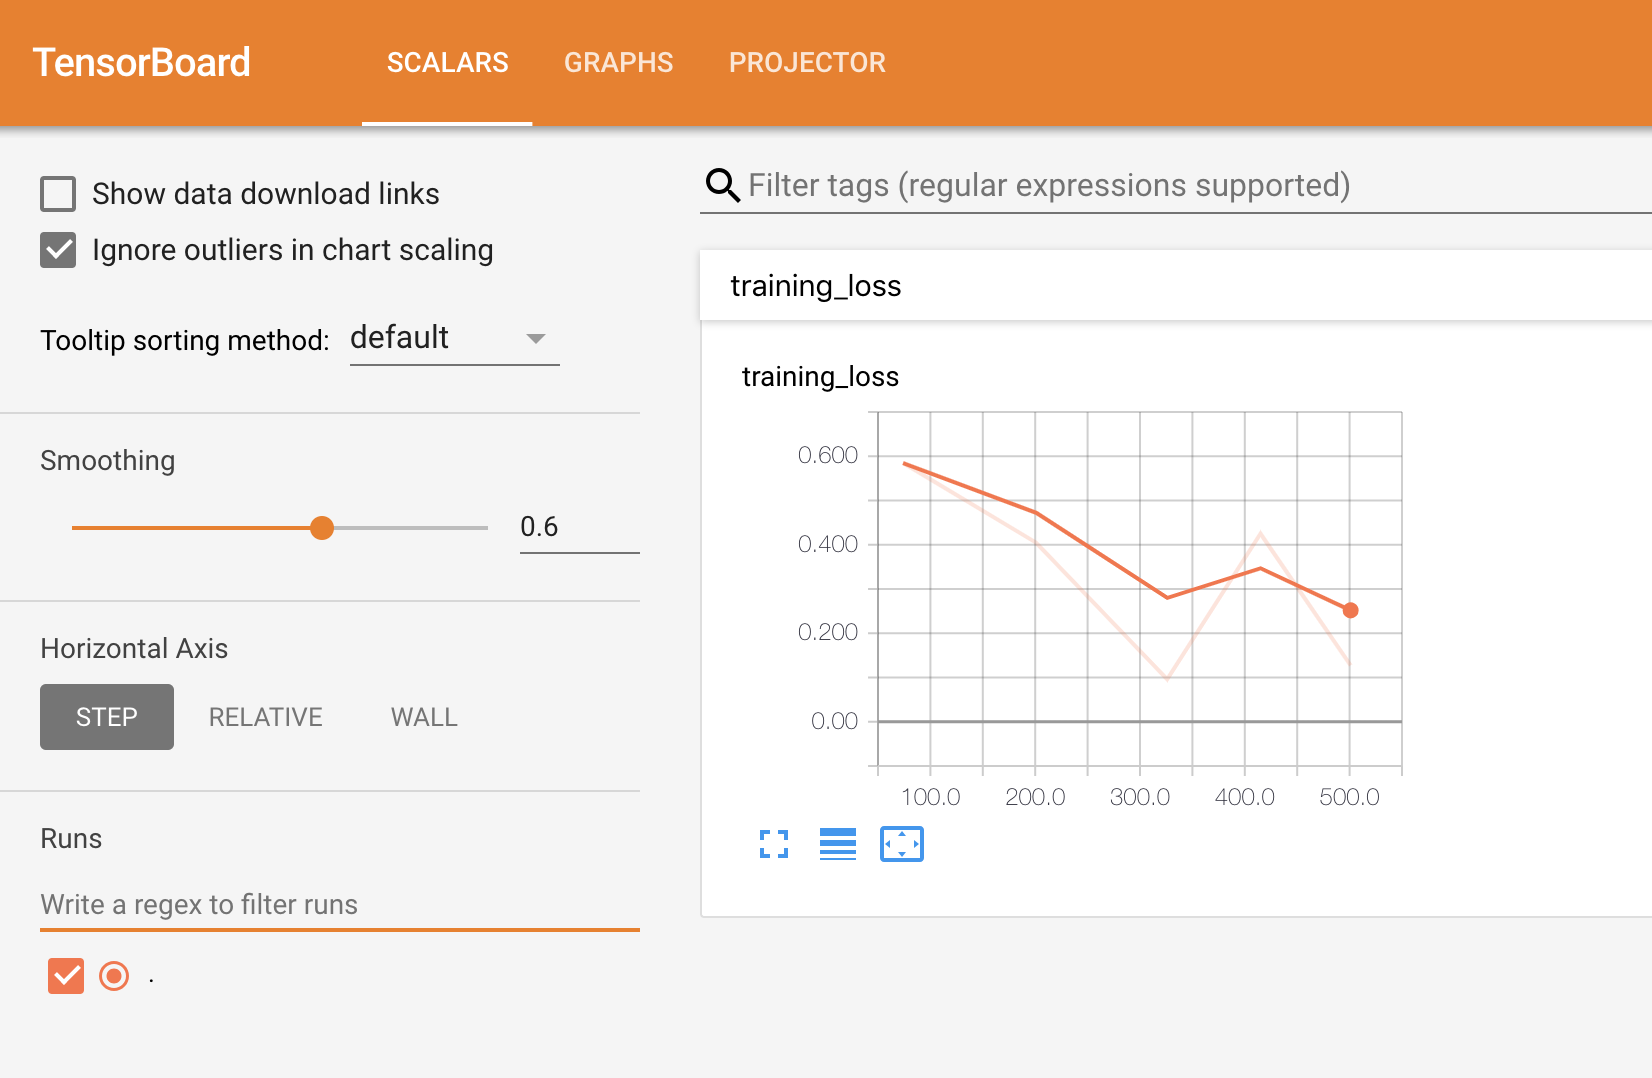 TensorBoard SCALARS GRAPHS PROJECTOR
Show data download links
Ignore outliers in chart scaling
Tooltip sorting method: default
Smoothing
0.6
Horizontal Axis
STEP RELATIVE WALL
Runs
Write a regex to filter runs
.
Filter tags (regular expressions supported)
training_loss
training_loss
0.600
0.400
0.200
0.00
100.0 200.0 300.0 400.0 500.0